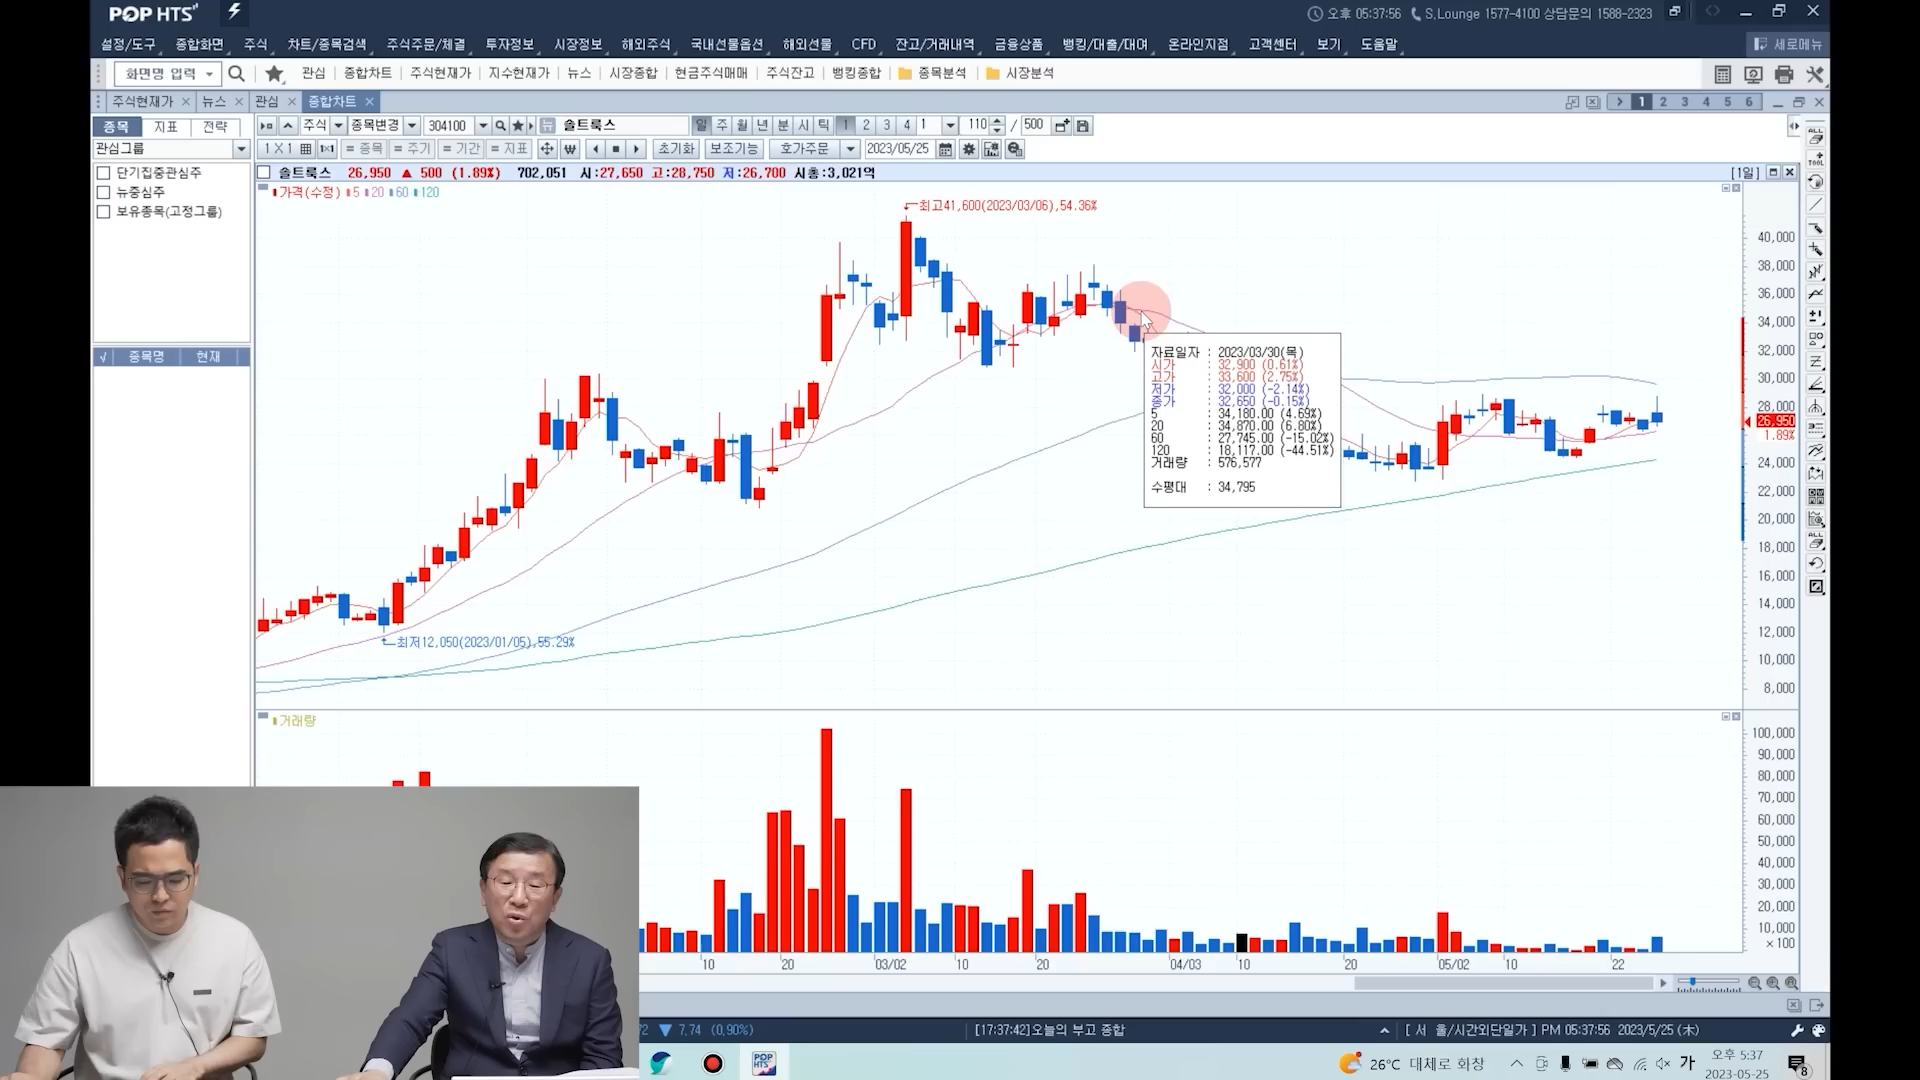 POP HTS
오후 05:37:56 S,Lounge 1577-4100 상담문의 1588-2323
설정/도구 종합화면 주식 차트/종목검색 주식주문/체결 투자정보 시장정보 해외주식 국내선물옵션 해외선물 CFD 잔고/거래내역 금융상품 뱅킹/대출/대여 온라인지점 고객센터 보기 도움말 세로메뉴
화면명 입력 관심 종합차트 주식현재가 지수현재가 뉴스 시장종합 현금주식매매 주식잔고 뱅킹종합 종목분석 시장분석
주식현재가 뉴스 관심 종합차트 1 2 3 4 5 6
종목 지표 전략 주식 종목변경 304100 솔트룩스 일 주 월 년 분 시 틱 1 2 3 4 1 110 / 500
관심그룹 1 X 1 = 종목 = 주기 = 기간 = 지표 초기화 보조기능 호가주문 2023/05/25
단기집중관심주
뉴중심주
보유종목(고정그룹)
√ 종목명 현재
솔트룩스 26,950 ▲ 500 (1.89%) 702,051 시:27,650 고:28,750 저:26,700 시총:3,021억 [1일]
가격(수정) 5 20 60 120
최고41,600(2023/03/06),54.36%
최저12,050(2023/01/05),55.29%
자료일자 : 2023/03/30(목)
시가 : 32,900 (0.61%)
고가 : 33,600 (2.75%)
저가 : 32,000 (-2.14%)
종가 : 32,650 (-0.15%)
5 : 34,180.00 (4.69%)
20 : 34,870.00 (6.80%)
60 : 27,745.00 (-15.02%)
120 : 18,117.00 (-44.51%)
거래량 : 576,577
수평대 : 34,795
40,000
38,000
36,000
34,000
32,000
30,000
28,000
26,950
1.89%
24,000
22,000
20,000
18,000
16,000
14,000
12,000
10,000
8,000
거래량
100,000
90,000
80,000
70,000
60,000
50,000
40,000
30,000
20,000
10,000
×100
10 20 03/02 10 20 04/03 10 20 05/02 10 22
▼ 7,74 (0,90%) [17:37:42]오늘의 부고 종합 [ 서 울/시간외단일가 ] PM 05:37:56 2023/5/25 (木)
POP HTS
26°C 대체로 화창 가 오후 5:37
2023-05-25
8